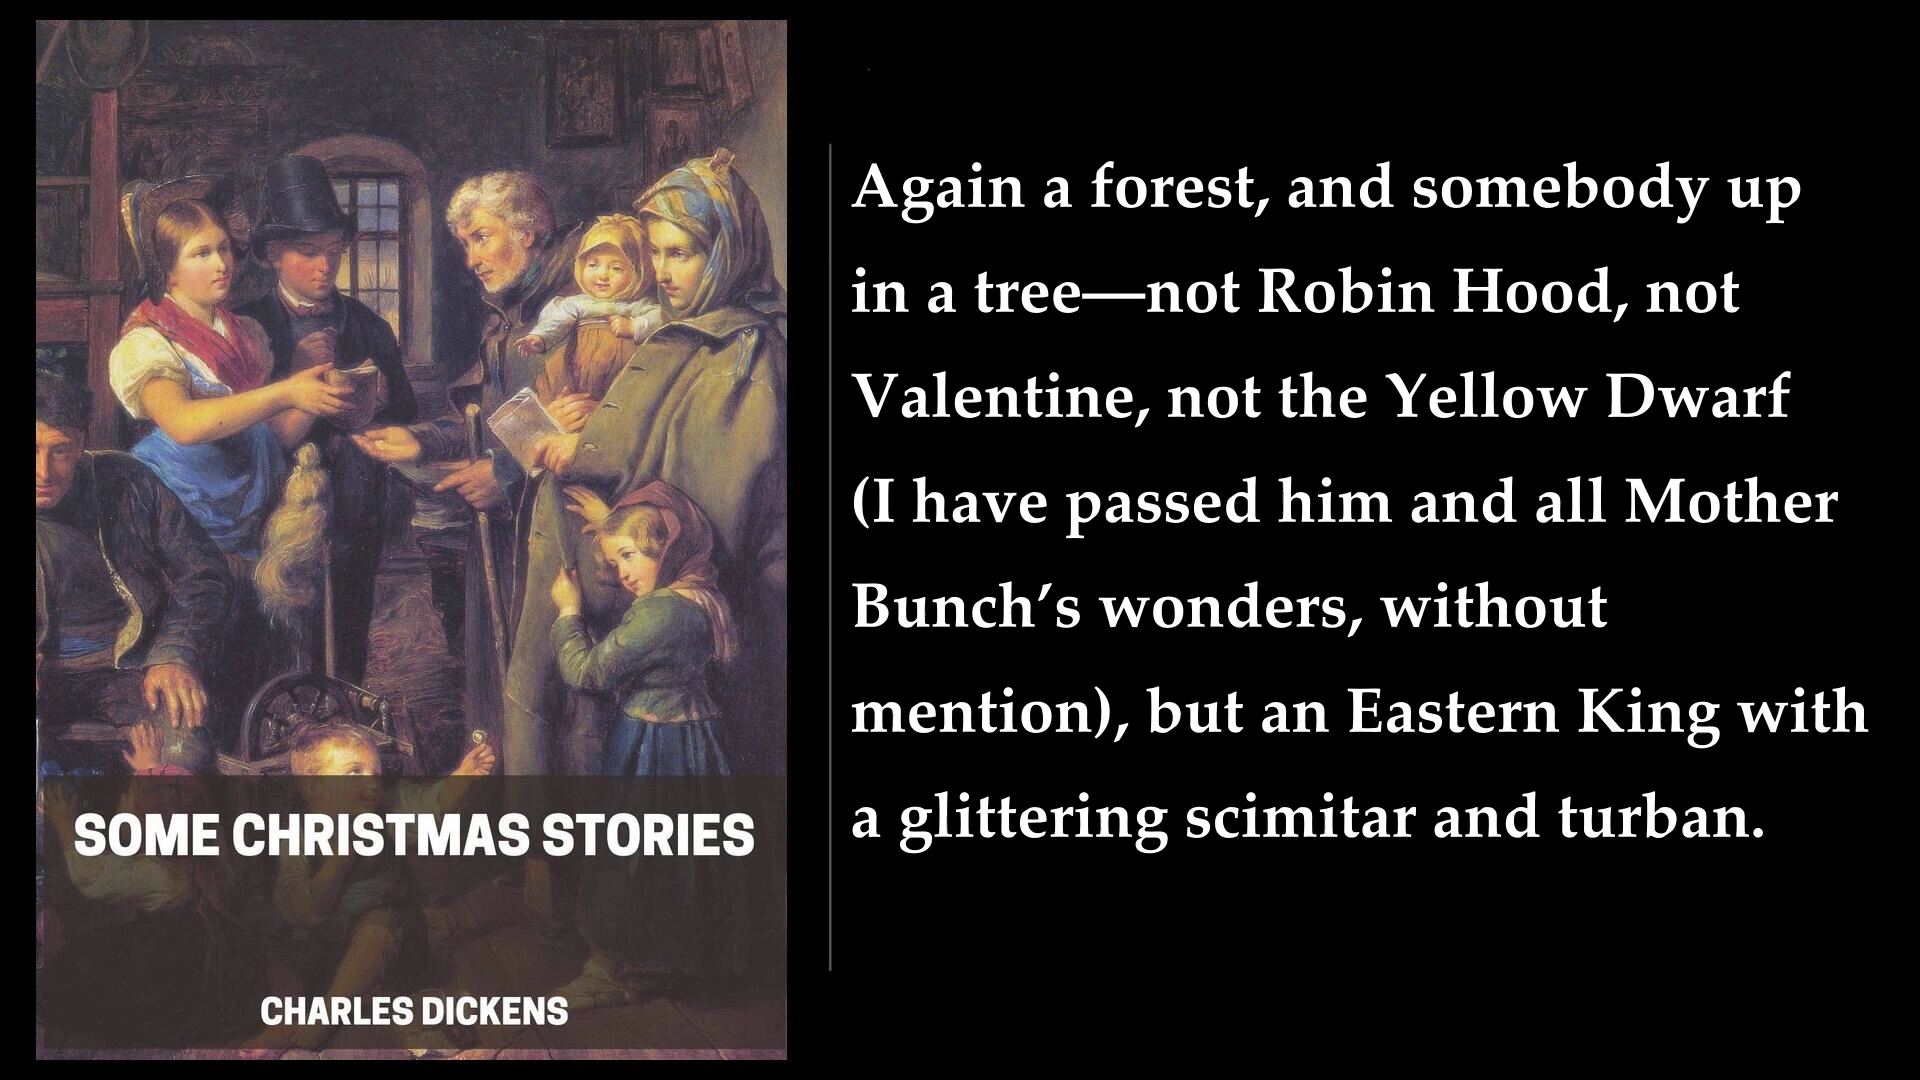 SOME CHRISTMAS STORIES
CHARLES DICKENS
Again a forest, and somebody up
in a tree—not Robin Hood, not
Valentine, not the Yellow Dwarf
(I have passed him and all Mother
Bunch’s wonders, without
mention), but an Eastern King with
a glittering scimitar and turban.